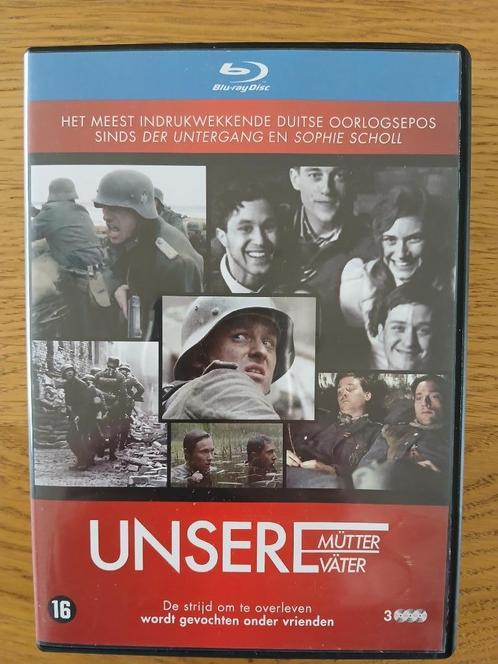 Blu-ray Disc
HET MEEST INDRUKWEKKENDE DUITSE OORLOGSEPOS
SINDS DER UNTERGANG EN SOPHIE SCHOLL
UNSERE MÜTTER
VÄTER
De strijd om te overleven
wordt gevochten onder vrienden
16
3